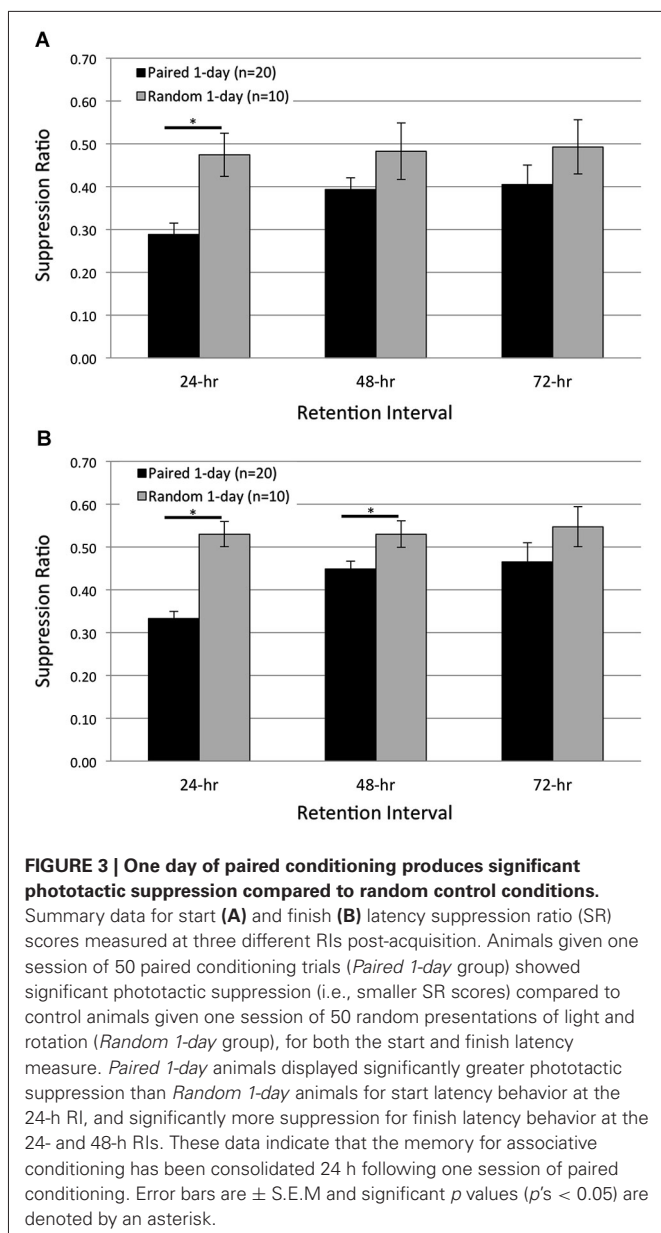 A
0.70
Paired 1-day (n=20)
0.60
Random 1-day (n=10)
*
0.50
0.40
0.30
0.20
0.10
0.00
Suppression Ratio
24-hr 48-hr 72-hr
Retention Interval
B
0.70
Paired 1-day (n=20)
Random 1-day (n=10)
0.60
* *
0.50
0.40
0.30
0.20
0.10
0.00
Suppression Ratio
24-hr 48-hr 72-hr
Retention Interval
FIGURE 3 | One day of paired conditioning produces significant
phototactic suppression compared to random control conditions.
Summary data for start (A) and finish (B) latency suppression ratio (SR)
scores measured at three different RIs post-acquisition. Animals given one
session of 50 paired conditioning trials (Paired 1-day group) showed
significant phototactic suppression (i.e., smaller SR scores) compared to
control animals given one session of 50 random presentations of light and
rotation (Random 1-day group), for both the start and finish latency
measure. Paired 1-day animals displayed significantly greater phototactic
suppression than Random 1-day animals for start latency behavior at the
24-h RI, and significantly more suppression for finish latency behavior at the
24- and 48-h RIs. These data indicate that the memory for associative
conditioning has been consolidated 24 h following one session of paired
conditioning. Error bars are ± S.E.M and significant p values (p's < 0.05) are
denoted by an asterisk.